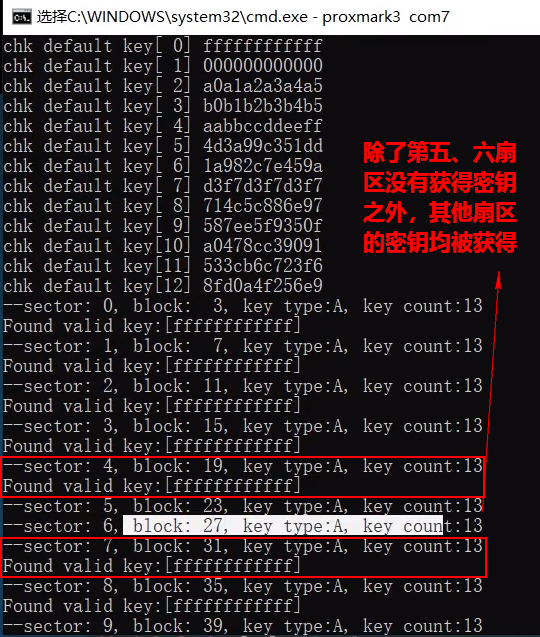 选择C:\WINDOWS\system32\cmd.exe - proxmark3  com7
chk default key[ 0] ffffffffffff
chk default key[ 1] 000000000000
chk default key[ 2] a0a1a2a3a4a5
chk default key[ 3] b0b1b2b3b4b5
chk default key[ 4] aabbccddeeff
chk default key[ 5] 4d3a99c351dd
chk default key[ 6] 1a982c7e459a
chk default key[ 7] d3f7d3f7d3f7
chk default key[ 8] 714c5c886e97
chk default key[ 9] 587ee5f9350f
chk default key[10] a0478cc39091
chk default key[11] 533cb6c723f6
chk default key[12] 8fd0a4f256e9
除了第五、六扇
区没有获得密钥
之外，其他扇区
的密钥均被获得
--sector: 0, block:  3, key type:A, key count:13
Found valid key:[ffffffffffff]
--sector: 1, block:  7, key type:A, key count:13
Found valid key:[ffffffffffff]
--sector: 2, block: 11, key type:A, key count:13
Found valid key:[ffffffffffff]
--sector: 3, block: 15, key type:A, key count:13
Found valid key:[ffffffffffff]
--sector: 4, block: 19, key type:A, key count:13
Found valid key:[ffffffffffff]
--sector: 5, block: 23, key type:A, key count:13
--sector: 6, block: 27, key type:A, key count:13
--sector: 7, block: 31, key type:A, key count:13
Found valid key:[ffffffffffff]
--sector: 8, block: 35, key type:A, key count:13
Found valid key:[ffffffffffff]
--sector: 9, block: 39, key type:A, key count:13